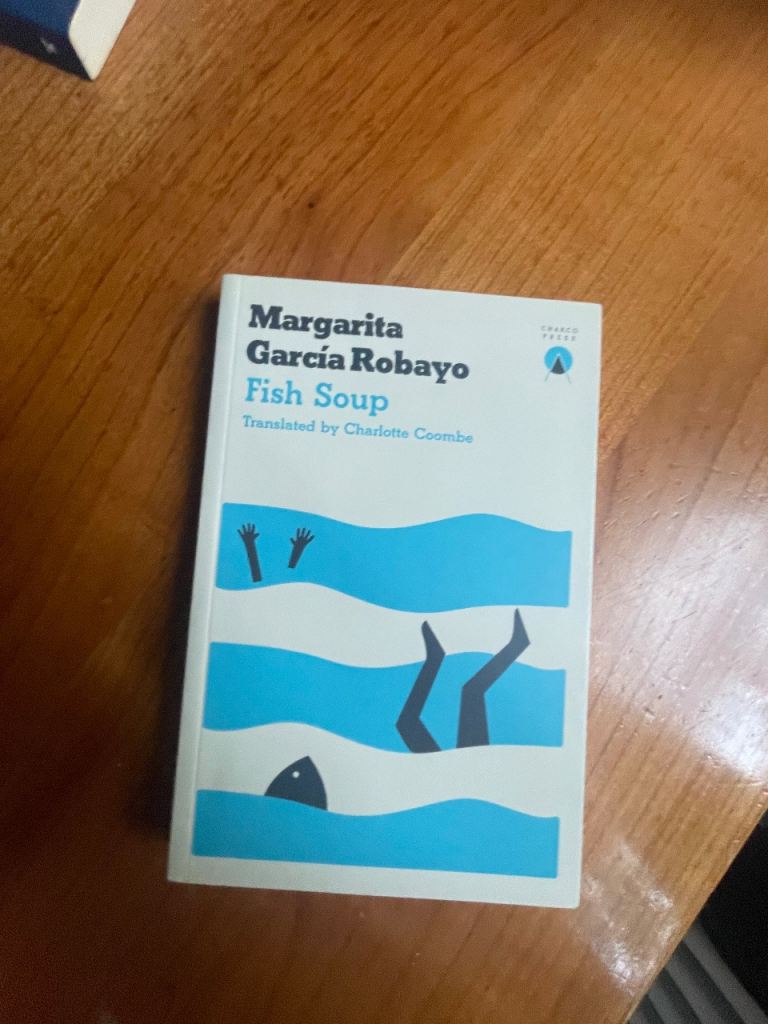 Margarita
García Robayo
Fish Soup
Translated by Charlotte Coombe
CHARCO
PRESS